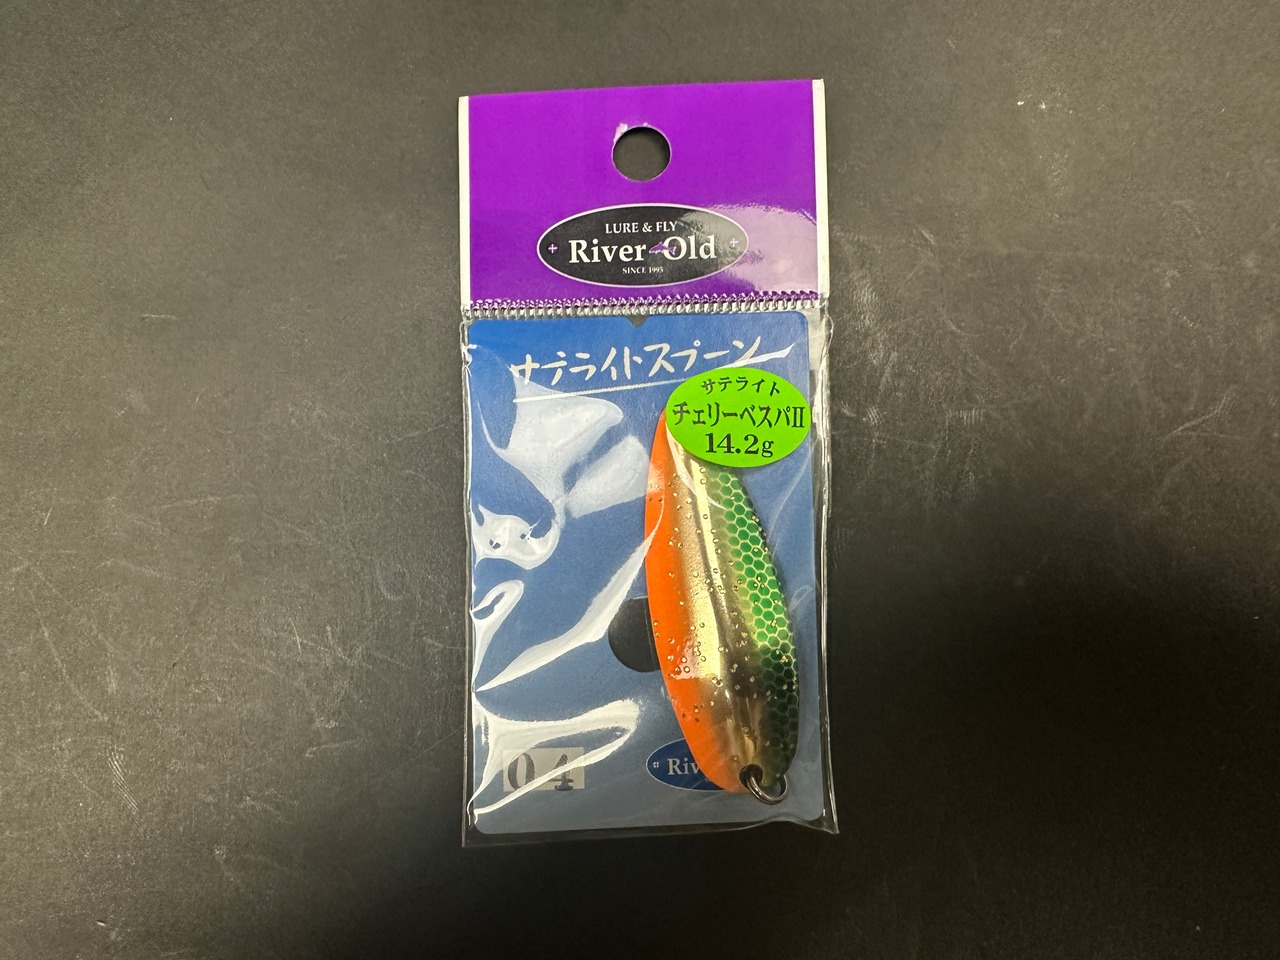 LURE & FLY
River Old
SINCE 1995
サテライトスプーン
サテライト
チェリーベスパII
14.2g
04
Riv